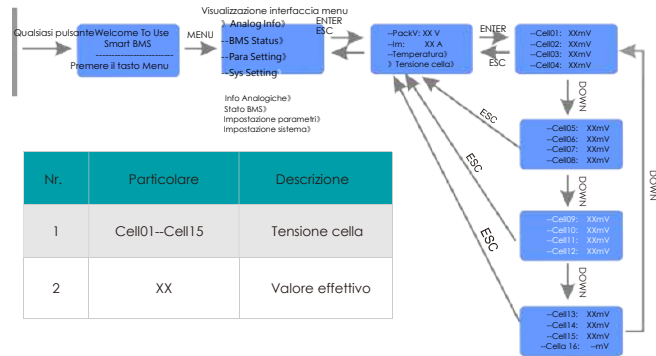 Visualizzazione interfaccia menu
Qualsiasi pulsante
Welcome To Use
Smart BMS
--------------------------
Premere il tasto Menu
MENU
》Analog Info》
--BMS Status》
--Para Setting》
--Sys Setting
Info Analogiche》
Stato BMS》
Impostazione parametri》
Impostazione sistema》
ENTER
ESC
--PackV: XX V
--Im: XX A
--Temperatura》
》Tensione cella》
ENTER
ESC
--Cell01: XXmV
--Cell02: XXmV
--Cell03: XXmV
--Cell04: XXmV
DOWN
ESC
--Cell05: XXmV
--Cell06: XXmV
--Cell07: XXmV
--Cell08: XXmV
DOWN
ESC
--Cell09: XXmV
--Cell10: XXmV
--Cell11: XXmV
--Cell12: XXmV
DOWN
ESC
--Cell13: XXmV
--Cell14: XXmV
--Cell15: XXmV
--Cella 16: --mV
DOWN
Nr. Particolare Descrizione
1 Cell01--Cell15 Tensione cella
2 XX Valore effettivo